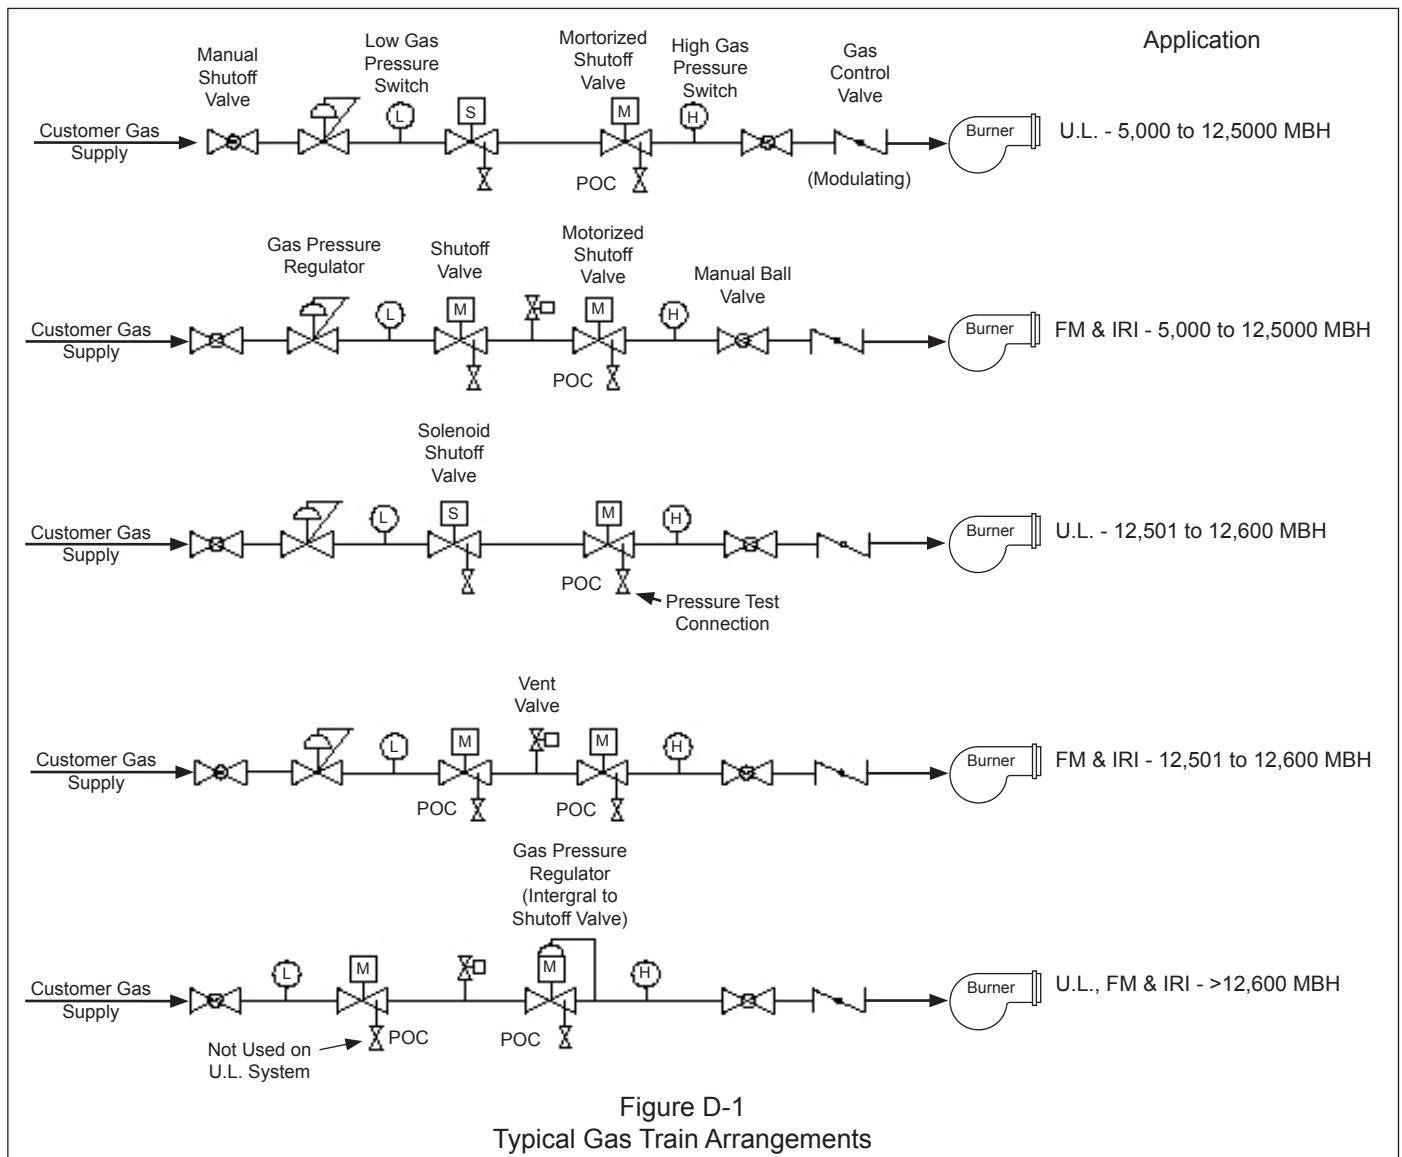 Application
Manual
Shutoff
Valve
Low Gas
Pressure
Switch
Mortorized
Shutoff
Valve
High Gas
Pressure
Switch
Gas
Control
Valve
Customer Gas
Supply
L
S
M
H
POC
(Modulating)
Burner
U.L. - 5,000 to 12,5000 MBH
Gas Pressure
Regulator
Shutoff
Valve
Motorized
Shutoff
Valve
Manual Ball
Valve
Customer Gas
Supply
L
M
M
H
POC
Burner
FM & IRI - 5,000 to 12,5000 MBH
Solenoid
Shutoff
Valve
Customer Gas
Supply
L
S
M
H
POC
Pressure Test
Connection
Burner
U.L. - 12,501 to 12,600 MBH
Vent
Valve
Customer Gas
Supply
L
M
M
H
POC
POC
Burner
FM & IRI - 12,501 to 12,600 MBH
Gas Pressure
Regulator
(Intergral to
Shutoff Valve)
Customer Gas
Supply
L
M
M
H
POC
POC
Not Used on
U.L. System
Burner
U.L., FM & IRI - >12,600 MBH
Figure D-1
Typical Gas Train Arrangements